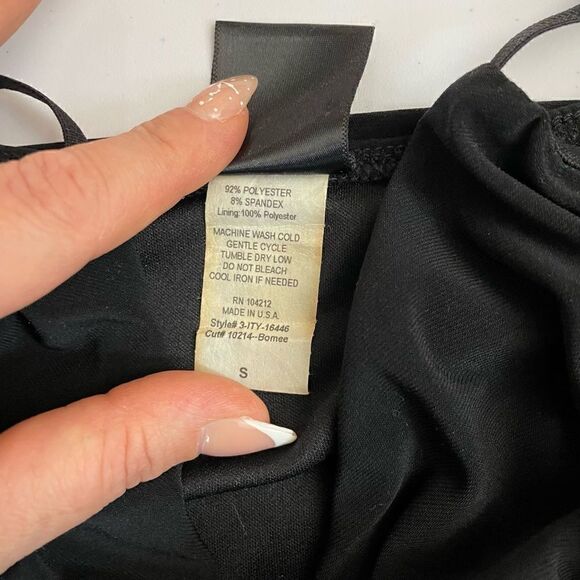 92% POLYESTER
8% SPANDEX
Lining: 100% Polyester
MACHINE WASH COLD
GENTLE CYCLE
TUMBLE DRY LOW
DO NOT BLEACH
COOL IRON IF NEEDED
RN 104212
MADE IN U.S.A.
Style# 3-ITY-16446
Cut# 10214--Bomee
S